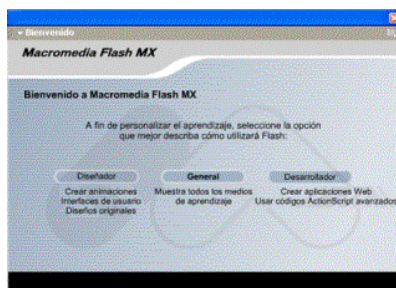 Bienvenido
Macromedia Flash MX
Bienvenido a Macromedia Flash MX
A fin de personalizar el aprendizaje, seleccione la opción
que mejor describa cómo utilizará Flash:
Diseñador
Crear animaciones
Interfaces de usuario
Diseños originales
General
Muestra todos los medios
de aprendizaje
Desarrollador
Crear aplicaciones Web
Usar códigos ActionScript avanzados